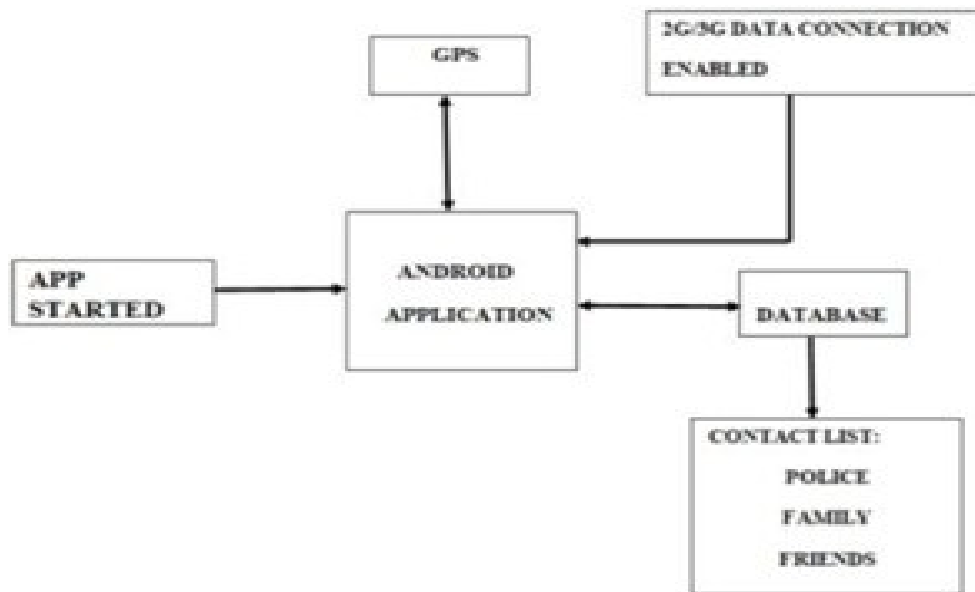 GPS
2G/3G DATA CONNECTION
ENABLED
APP
STARTED
ANDROID
APPLICATION
DATABASE
CONTACT LIST:
POLICE
FAMILY
FRIENDS